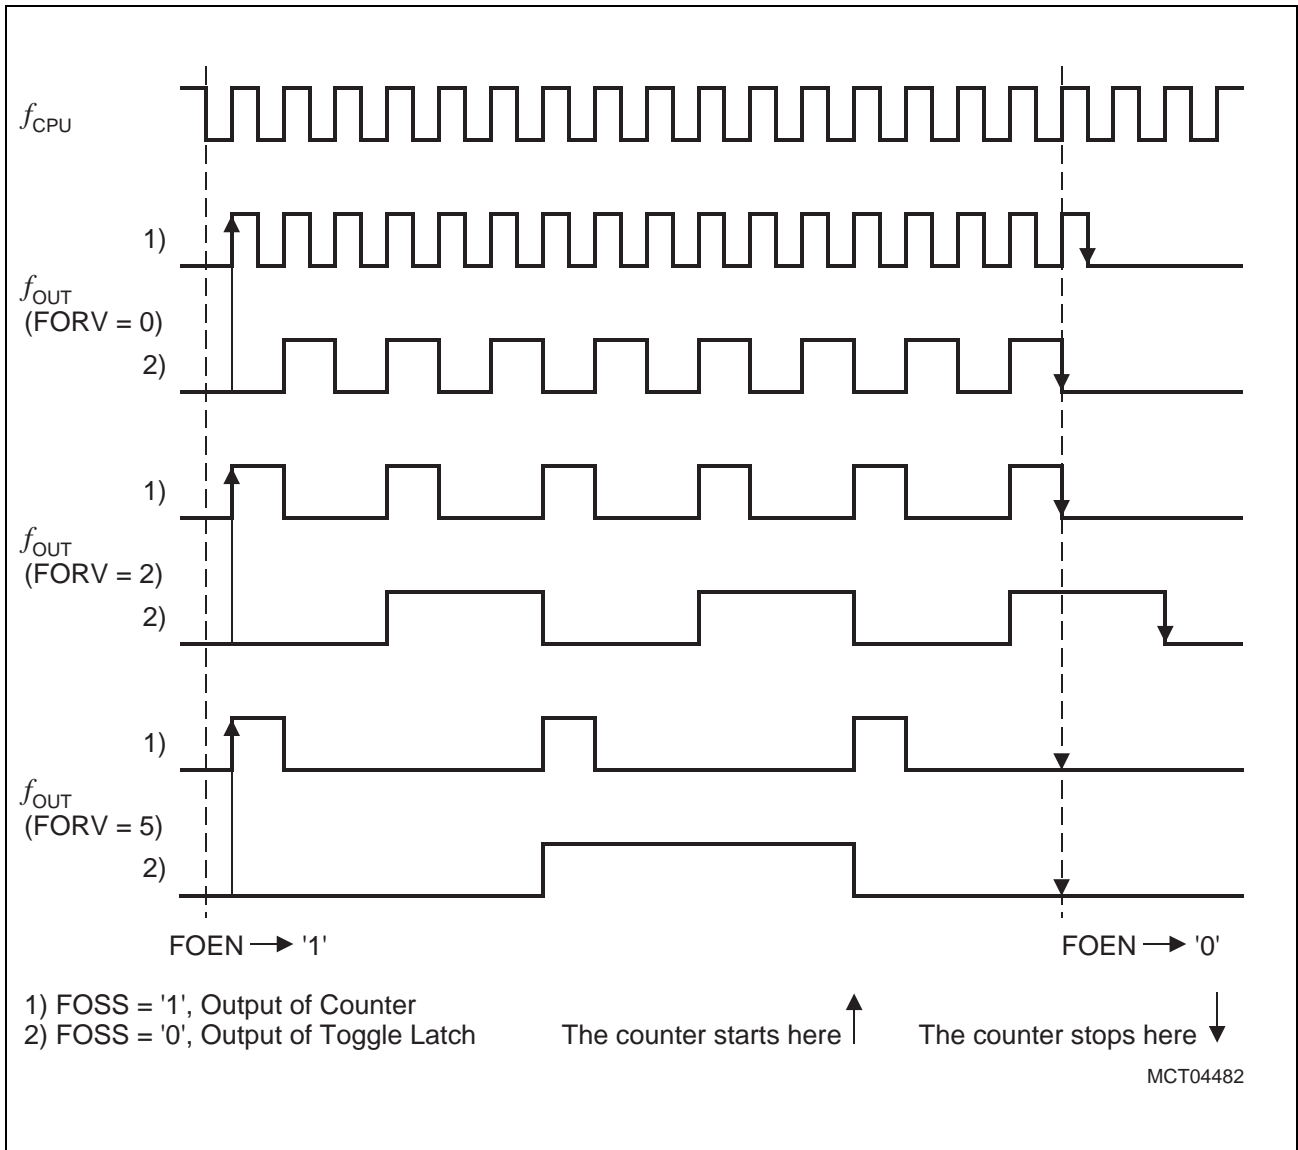 fCPU
1)
fOUT
(FORV = 0)
2)
1)
fOUT
(FORV = 2)
2)
1)
fOUT
(FORV = 5)
2)
FOEN → '1'
FOEN → '0'
1) FOSS = '1', Output of Counter
2) FOSS = '0', Output of Toggle Latch
The counter starts here ↑
The counter stops here ↓
MCT04482